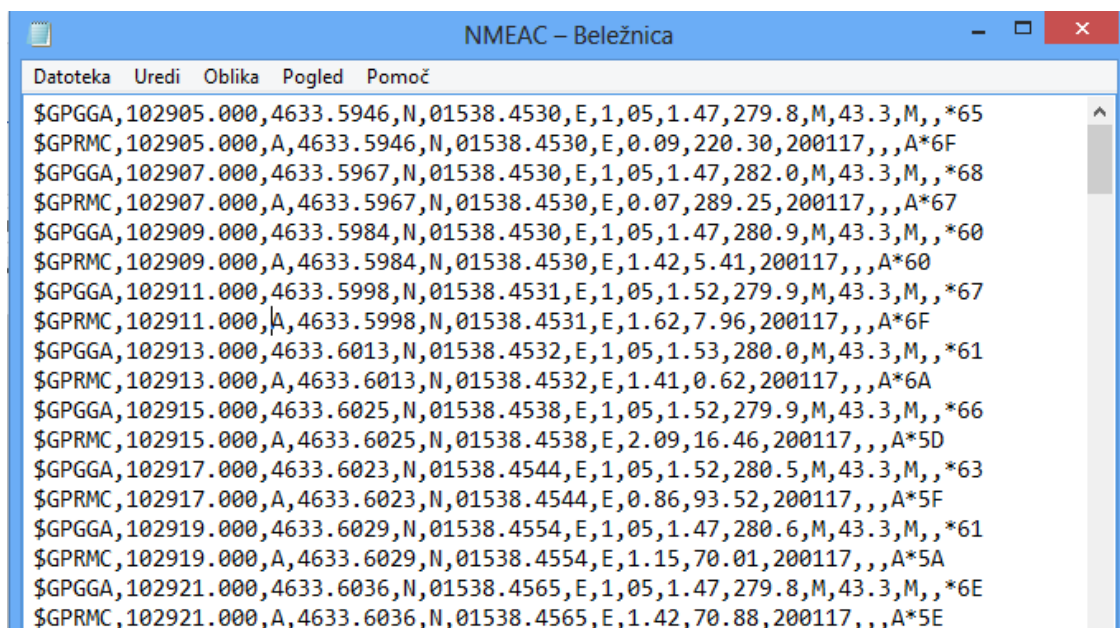 NMEAC – Beležnica
Datoteka Uredi Oblika Pogled Pomoč
$GPGGA,102905.000,4633.5946,N,01538.4530,E,1,05,1.47,279.8,M,43.3,M,,*65
$GPRMC,102905.000,A,4633.5946,N,01538.4530,E,0.09,220.30,200117,,,A*6F
$GPGGA,102907.000,4633.5967,N,01538.4530,E,1,05,1.47,282.0,M,43.3,M,,*68
$GPRMC,102907.000,A,4633.5967,N,01538.4530,E,0.07,289.25,200117,,,A*67
$GPGGA,102909.000,4633.5984,N,01538.4530,E,1,05,1.47,280.9,M,43.3,M,,*60
$GPRMC,102909.000,A,4633.5984,N,01538.4530,E,1.42,5.41,200117,,,A*60
$GPGGA,102911.000,4633.5998,N,01538.4531,E,1,05,1.52,279.9,M,43.3,M,,*67
$GPRMC,102911.000,A,4633.5998,N,01538.4531,E,1.62,7.96,200117,,,A*6F
$GPGGA,102913.000,4633.6013,N,01538.4532,E,1,05,1.53,280.0,M,43.3,M,,*61
$GPRMC,102913.000,A,4633.6013,N,01538.4532,E,1.41,0.62,200117,,,A*6A
$GPGGA,102915.000,4633.6025,N,01538.4538,E,1,05,1.52,279.9,M,43.3,M,,*66
$GPRMC,102915.000,A,4633.6025,N,01538.4538,E,2.09,16.46,200117,,,A*5D
$GPGGA,102917.000,4633.6023,N,01538.4544,E,1,05,1.52,280.5,M,43.3,M,,*63
$GPRMC,102917.000,A,4633.6023,N,01538.4544,E,0.86,93.52,200117,,,A*5F
$GPGGA,102919.000,4633.6029,N,01538.4554,E,1,05,1.47,280.6,M,43.3,M,,*61
$GPRMC,102919.000,A,4633.6029,N,01538.4554,E,1.15,70.01,200117,,,A*5A
$GPGGA,102921.000,4633.6036,N,01538.4565,E,1,05,1.47,279.8,M,43.3,M,,*6E
$GPRMC,102921.000,A,4633.6036,N,01538.4565,E,1.42,70.88,200117,,,A*5E